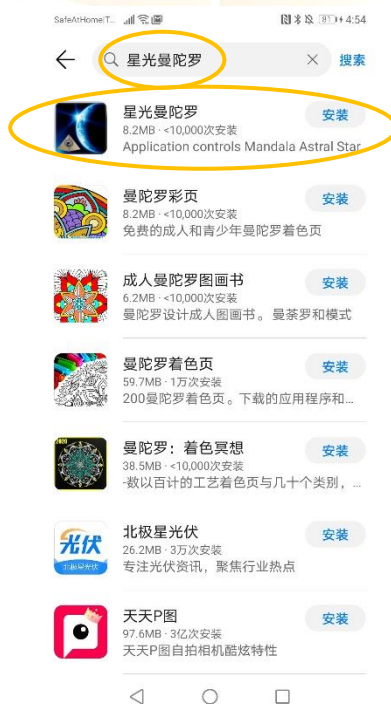 SafeAtHome|T...
81 4:54
星光曼陀罗
搜索
星光曼陀罗
安装
8.2MB · <10,000次安装
Application controls Mandala Astral Star
曼陀罗彩页
安装
8.2MB · <10,000次安装
免费的成人和青少年曼陀罗着色页
成人曼陀罗图画书
安装
6.2MB · <10,000次安装
曼陀罗设计成人图画书。曼荼罗和模式
曼陀罗着色页
安装
59.7MB · 1万次安装
200曼陀罗着色页。下载的应用程序和...
2020
曼陀罗：着色冥想
安装
38.5MB · <10,000次安装
-数以百计的工艺着色页与几十个类别，...
光伏
北极星光伏
北极星光伏
安装
26.2MB · 3万次安装
专注光伏资讯，聚焦行业热点
天天P图
安装
97.6MB · 3亿次安装
天天P图自拍相机酷炫特性